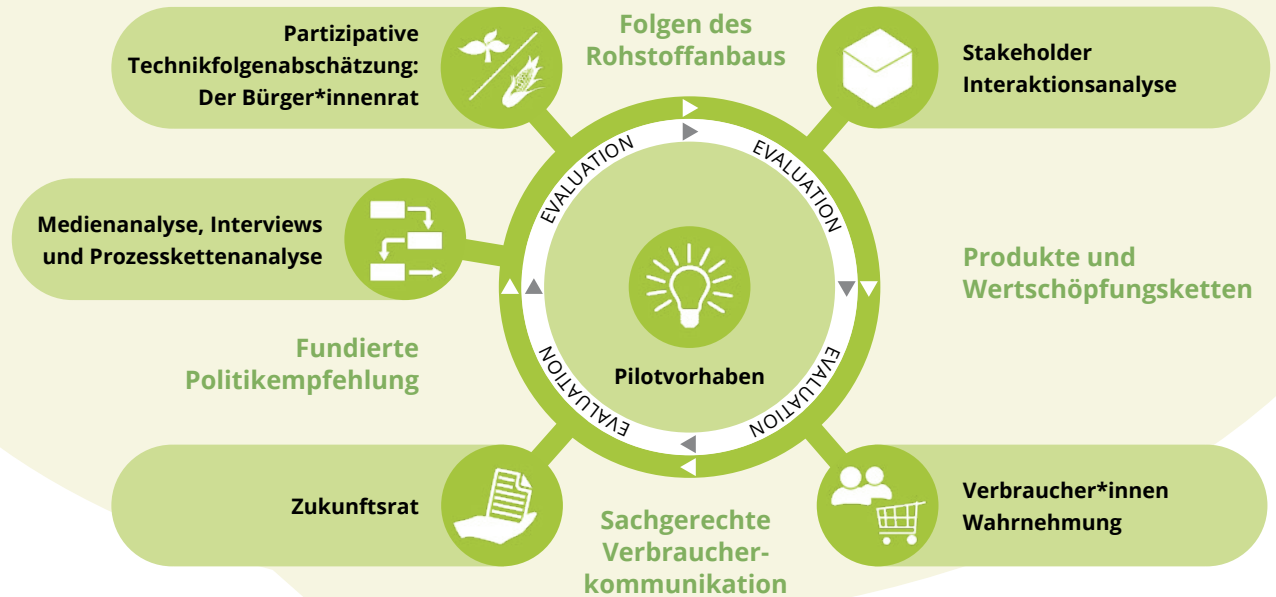 Partizipative
Technikfolgenabschätzung:
Der Bürger*innenrat
Folgen des
Rohstoffanbaus
Stakeholder
Interaktionsanalyse
Medienanalyse, Interviews
und Prozesskettenanalyse
EVALUATION
EVALUATION
Produkte und
Wertschöpfungsketten
Fundierte
Politikempfehlung
Pilotvorhaben
EVALUATION
EVALUATION
Zukunftsrat
Sachgerechte
Verbraucher-
kommunikation
Verbraucher*innen
Wahrnehmung